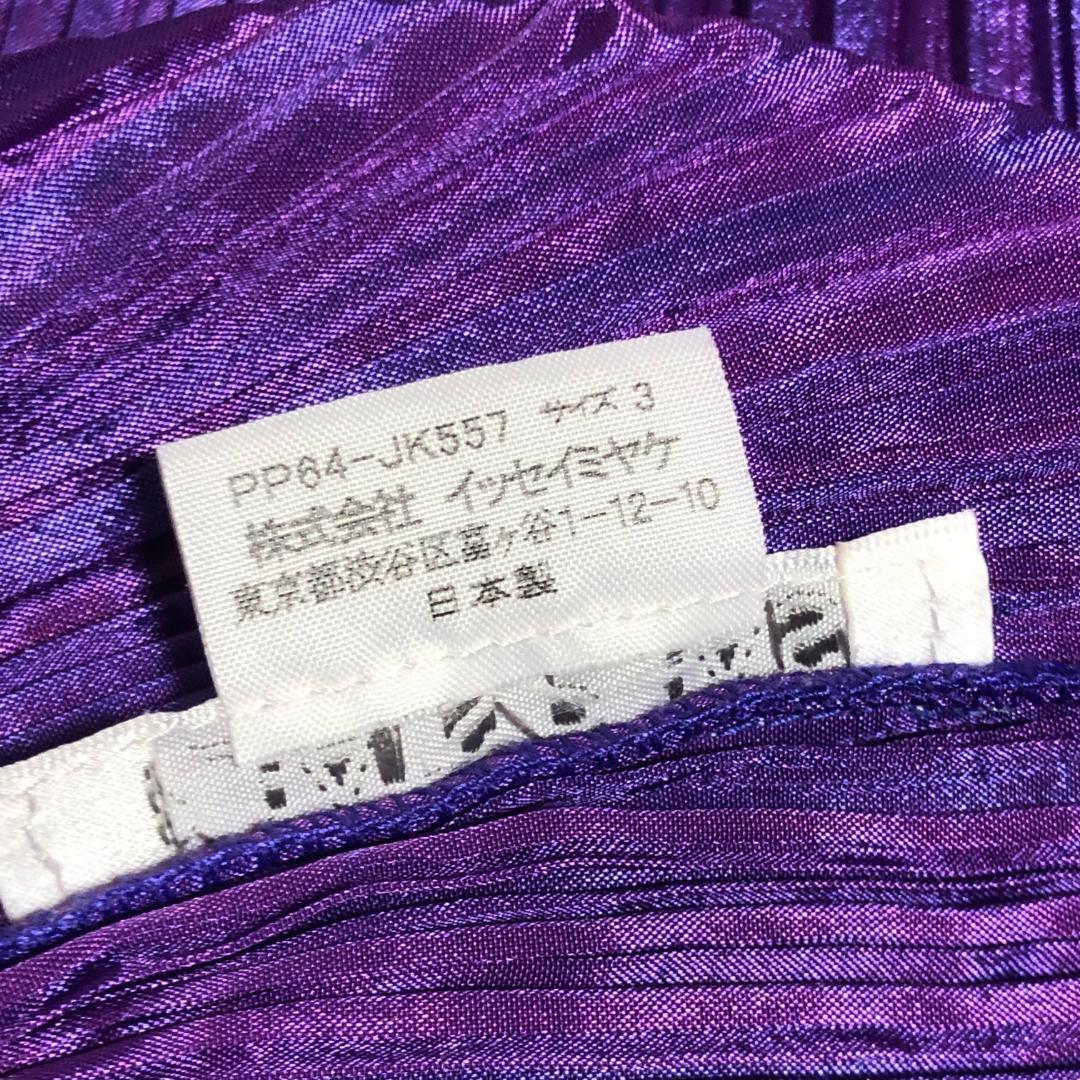 PP64-JK557 サイズ 3
株式会社 イッセイミヤケ
東京都渋谷区富ヶ谷1-12-10
日本製